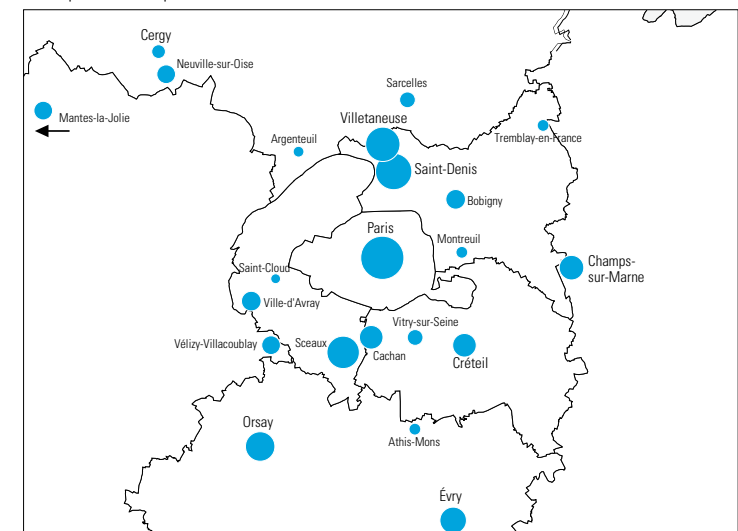 Cergy
Neuville-sur-Oise
Sarcelles
Mantes-la-Jolie
Villetaneuse
Tremblay-en-France
Argenteuil
Saint-Denis
Bobigny
Paris
Montreuil
Champs-
sur-Marne
Saint-Cloud
Ville-d'Avray
Vitry-sur-Seine
Vélizy-Villacoublay
Sceaux
Cachan
Créteil
Orsay
Athis-Mons
Évry